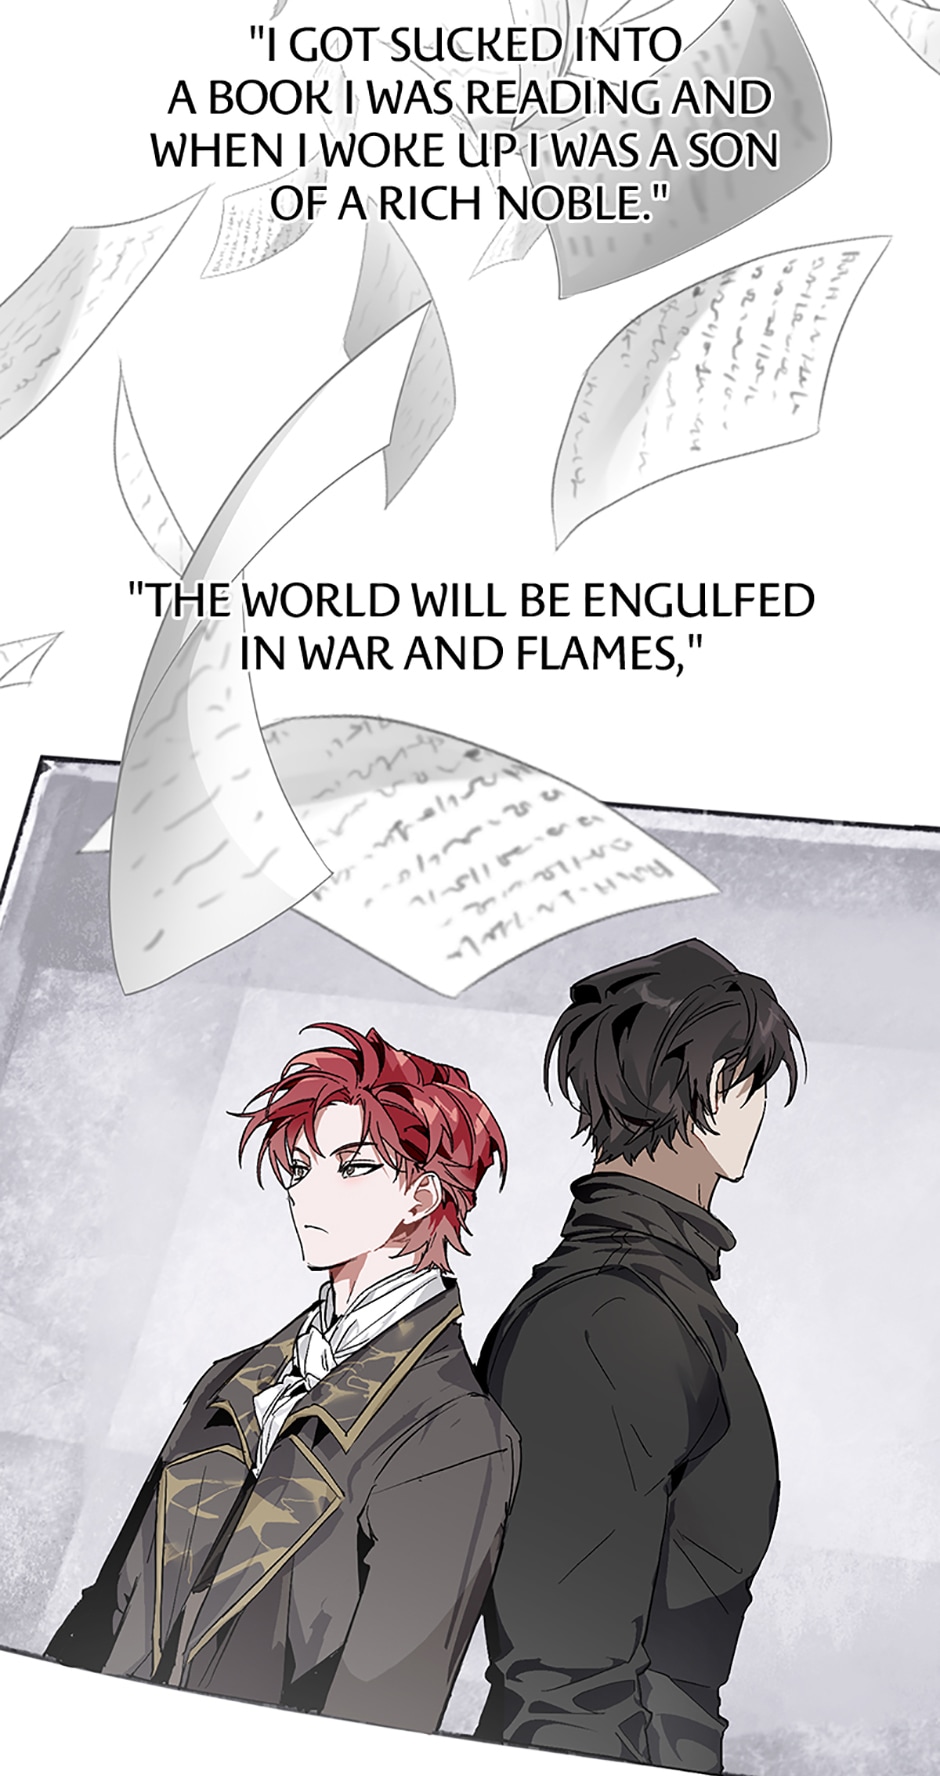 "I GOT SUCKED INTO
A BOOK I WAS READING AND
WHEN I WOKE UP I WAS A SON
OF A RICH NOBLE."
"THE WORLD WILL BE ENGULFED
IN WAR AND FLAMES,"